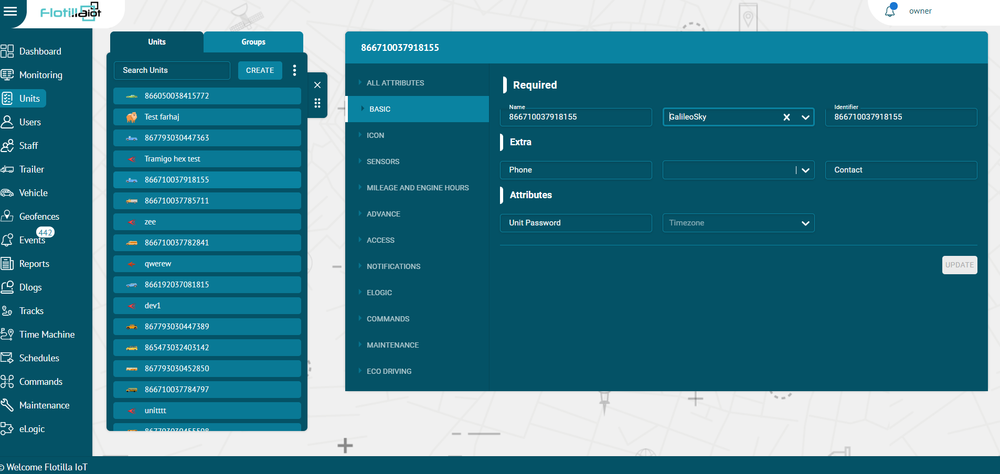 Flotillaiot
owner
Dashboard
Monitoring
Units
Users
Staff
Trailer
Vehicle
Geofences
442
Events
Reports
Dlogs
Tracks
Time Machine
Schedules
Commands
Maintenance
eLogic
Units
Groups
Search Units
CREATE
866050038415772
Test farhaj
867793030447363
Tramigo hex test
866710037918155
866710037785711
zee
866710037782841
qwerew
866192037081815
dev1
867793030447389
865473032403142
867793030452850
866710037784797
unitttt
867793030455598
866710037918155
ALL ATTRIBUTES
BASIC
ICON
SENSORS
MILEAGE AND ENGINE HOURS
ADVANCE
ACCESS
NOTIFICATIONS
ELOGIC
COMMANDS
MAINTENANCE
ECO DRIVING
Required
Name
866710037918155
GalileoSky
Identifier
866710037918155
Extra
Phone
Contact
Attributes
Unit Password
Timezone
UPDATE
© Welcome Flotilla IoT